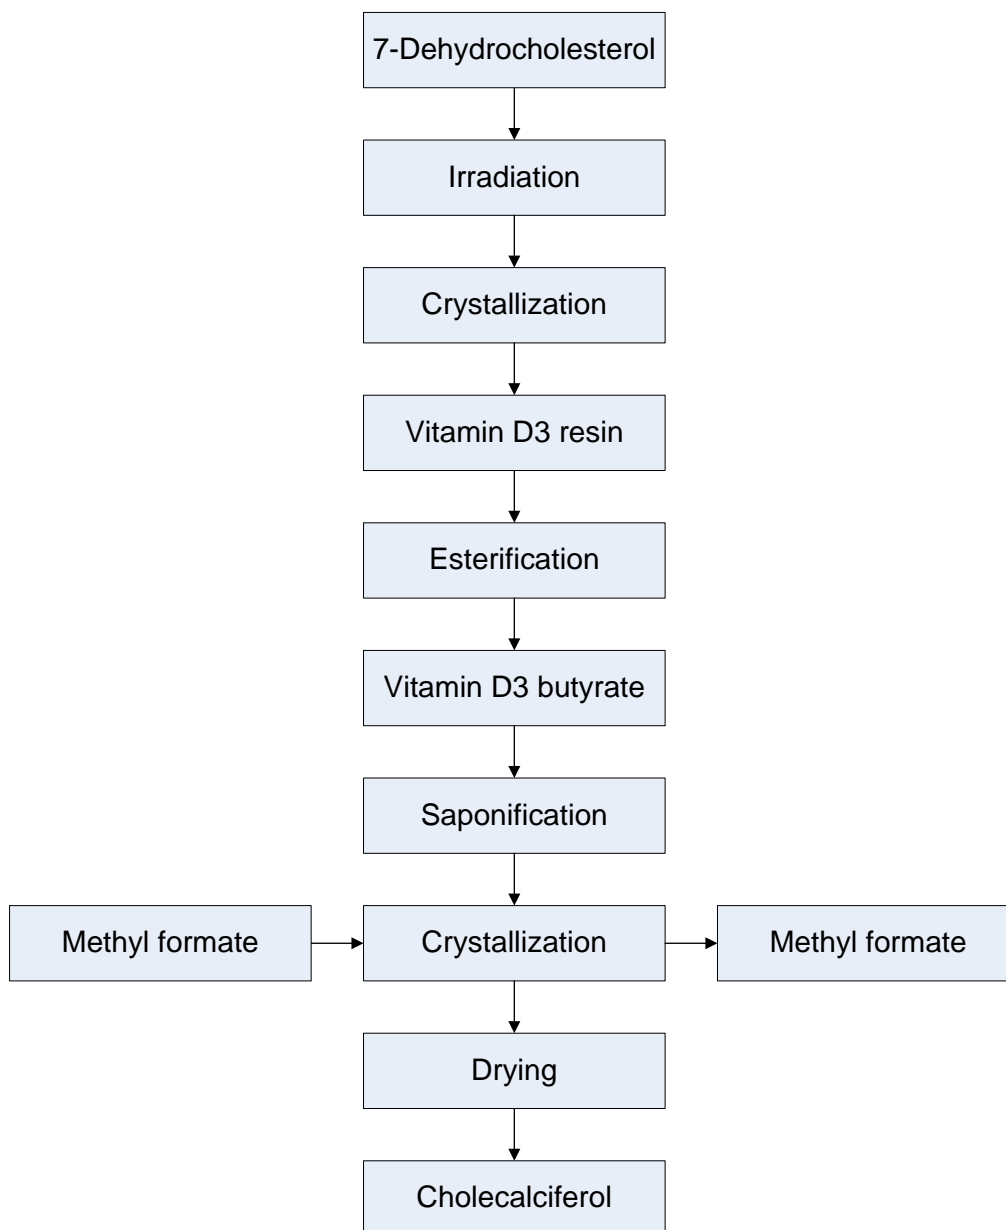 7-Dehydrocholesterol
Irradiation
Crystallization
Vitamin D3 resin
Esterification
Vitamin D3 butyrate
Saponification
Methyl formate
Crystallization
Methyl formate
Drying
Cholecalciferol